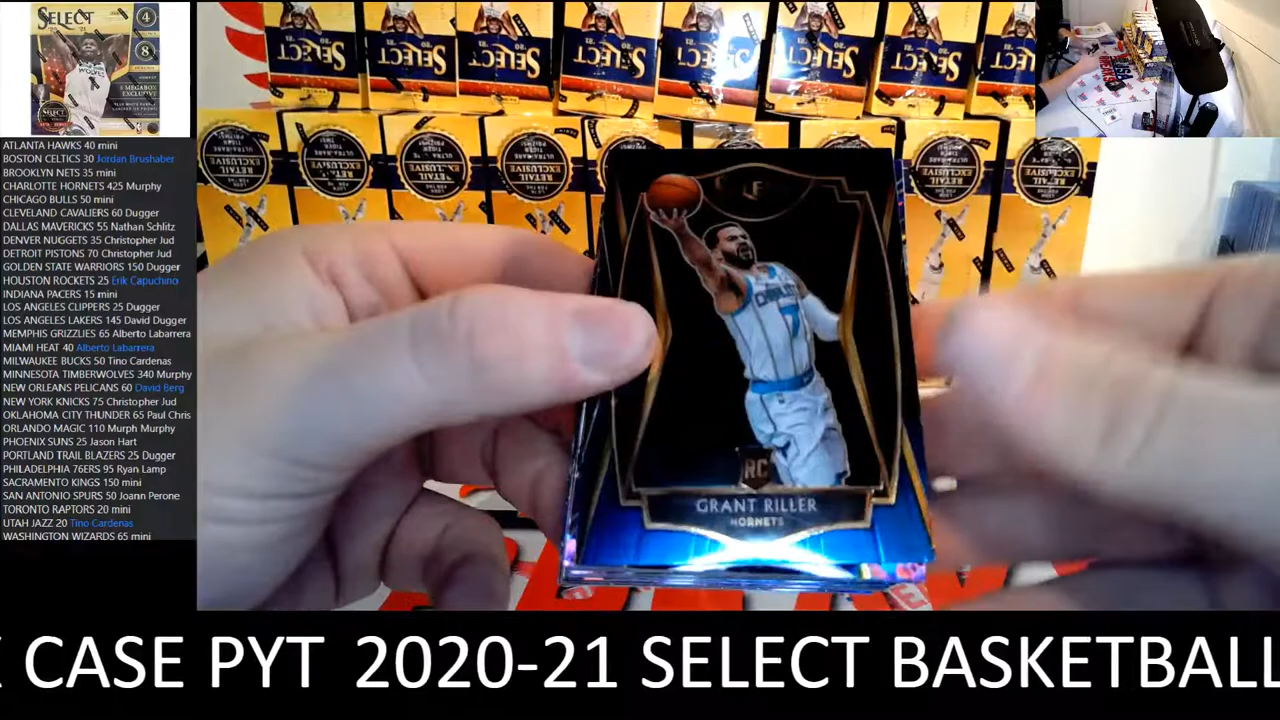 SELECT
4
8
8 MEGABOX
EXCLUSIVE
ATLANTA HAWKS 40 mini
BOSTON CELTICS 30 Jordan Brushaber
BROOKLYN NETS 35 mini
CHARLOTTE HORNETS 425 Murphy
CHICAGO BULLS 50 mini
CLEVELAND CAVALIERS 60 Dugger
DALLAS MAVERICKS 55 Nathan Schlitz
DENVER NUGGETS 35 Christopher Jud
DETROIT PISTONS 70 Christopher Jud
GOLDEN STATE WARRIORS 150 Dugger
HOUSTON ROCKETS 25 Erik Capuchino
INDIANA PACERS 15 mini
LOS ANGELES CLIPPERS 25 Dugger
LOS ANGELES LAKERS 145 David Dugger
MEMPHIS GRIZZLIES 65 Alberto Labarrera
MIAMI HEAT 40 Alberto Labarrera
MILWAUKEE BUCKS 50 Tino Cardenas
MINNESOTA TIMBERWOLVES 340 Murphy
NEW ORLEANS PELICANS 60 David Berg
NEW YORK KNICKS 75 Christopher Jud
OKLAHOMA CITY THUNDER 65 Paul Chris
ORLANDO MAGIC 110 Murph Murphy
PHOENIX SUNS 25 Jason Hart
PORTLAND TRAIL BLAZERS 25 Dugger
PHILADELPHIA 76ERS 95 Ryan Lamp
SACRAMENTO KINGS 150 mini
SAN ANTONIO SPURS 50 Joann Perone
TORONTO RAPTORS 20 mini
UTAH JAZZ 20 Tino Cardenas
WASHINGTON WIZARDS 65 mini
SELECT SELECT SELECT SELECT SELECT SELECT SELECT
RETAIL EXCLUSIVE
7
RC
GRANT RILLER
HORNETS
CASE PYT 2020-21 SELECT BASKETBALL